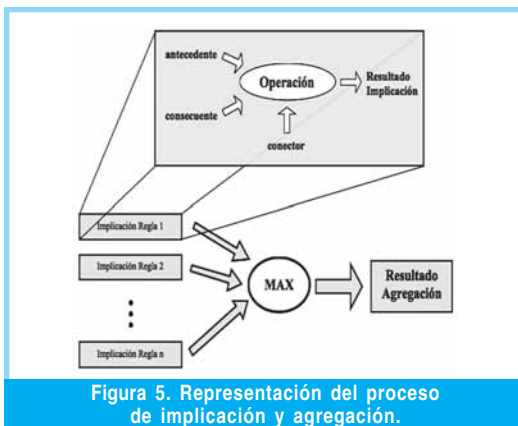 antecedente
Operación
Resultado
Implicación
consecuente
conector
Implicación Regla 1
Implicación Regla 2
MAX
Resultado
Agregación
Implicación Regla n
Figura 5. Representación del proceso
de implicación y agregación.